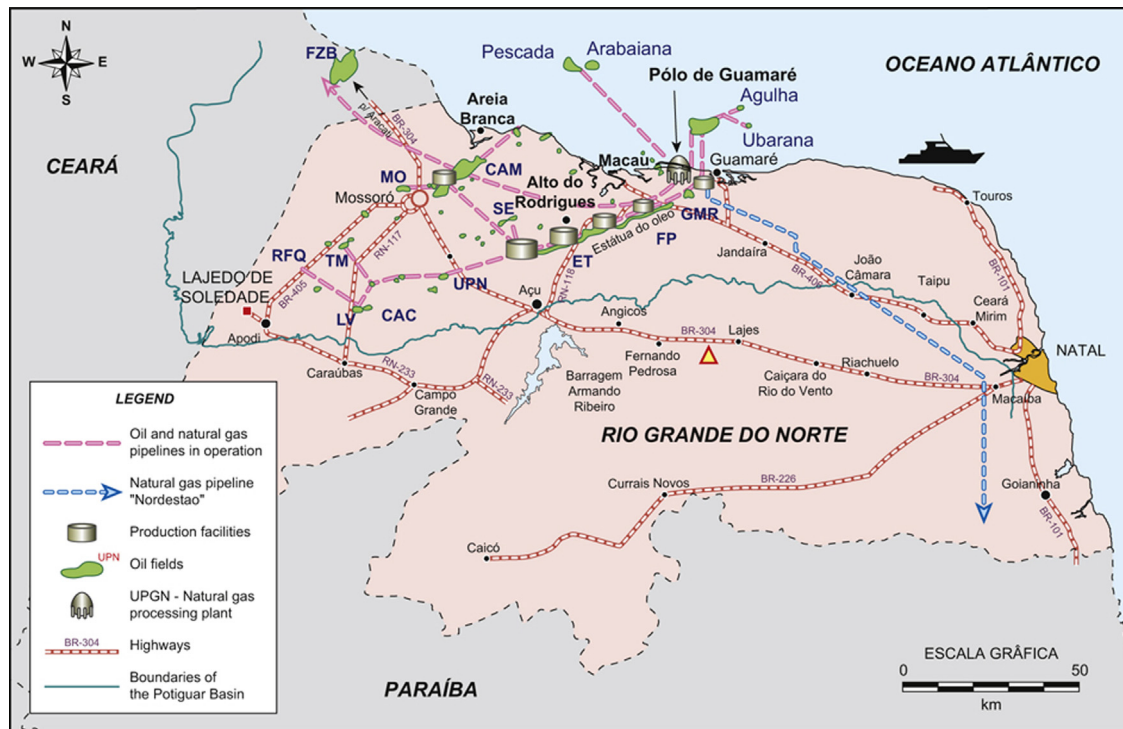 N
W
E
S
FZB
Pescada
Arabaiana
OCEANO ATLÂNTICO
Pólo de Guamaré
Agulha
Ubarana
Areia
Branca
p/ Aracati
BR-304
CEARÁ
MO
CAM
Macau
Guamaré
Mossoró
Alto do
Rodrigues
Touros
SE
GMR
Estátua do oleo
FP
RN-117
RFQ
TM
ET
Jandaíra
BR-101
João
Câmara
LAJEDO DE
SOLEDADE
BR-405
UPN
RN-118
BR-406
Taipu
Açu
Ceará
Mirim
LV
CAC
Angicos
Apodi
BR-304
Lajes
NATAL
Fernando
Pedrosa
Riachuelo
Caraúbas
RN-233
Barragem
Armando
Ribeiro
Caiçara do
Rio do Vento
BR-304
Macaíba
Campo
Grande
RN-233
RIO GRANDE DO NORTE
Currais Novos
BR-226
Goianinha
BR-101
Caicó
LEGEND
Oil and natural gas
pipelines in operation
Natural gas pipeline
"Nordestao"
Production facilities
UPN
Oil fields
UPGN - Natural gas
processing plant
BR-304
Highways
Boundaries of
the Potiguar Basin
PARAÍBA
ESCALA GRÂFICA
0
50
km